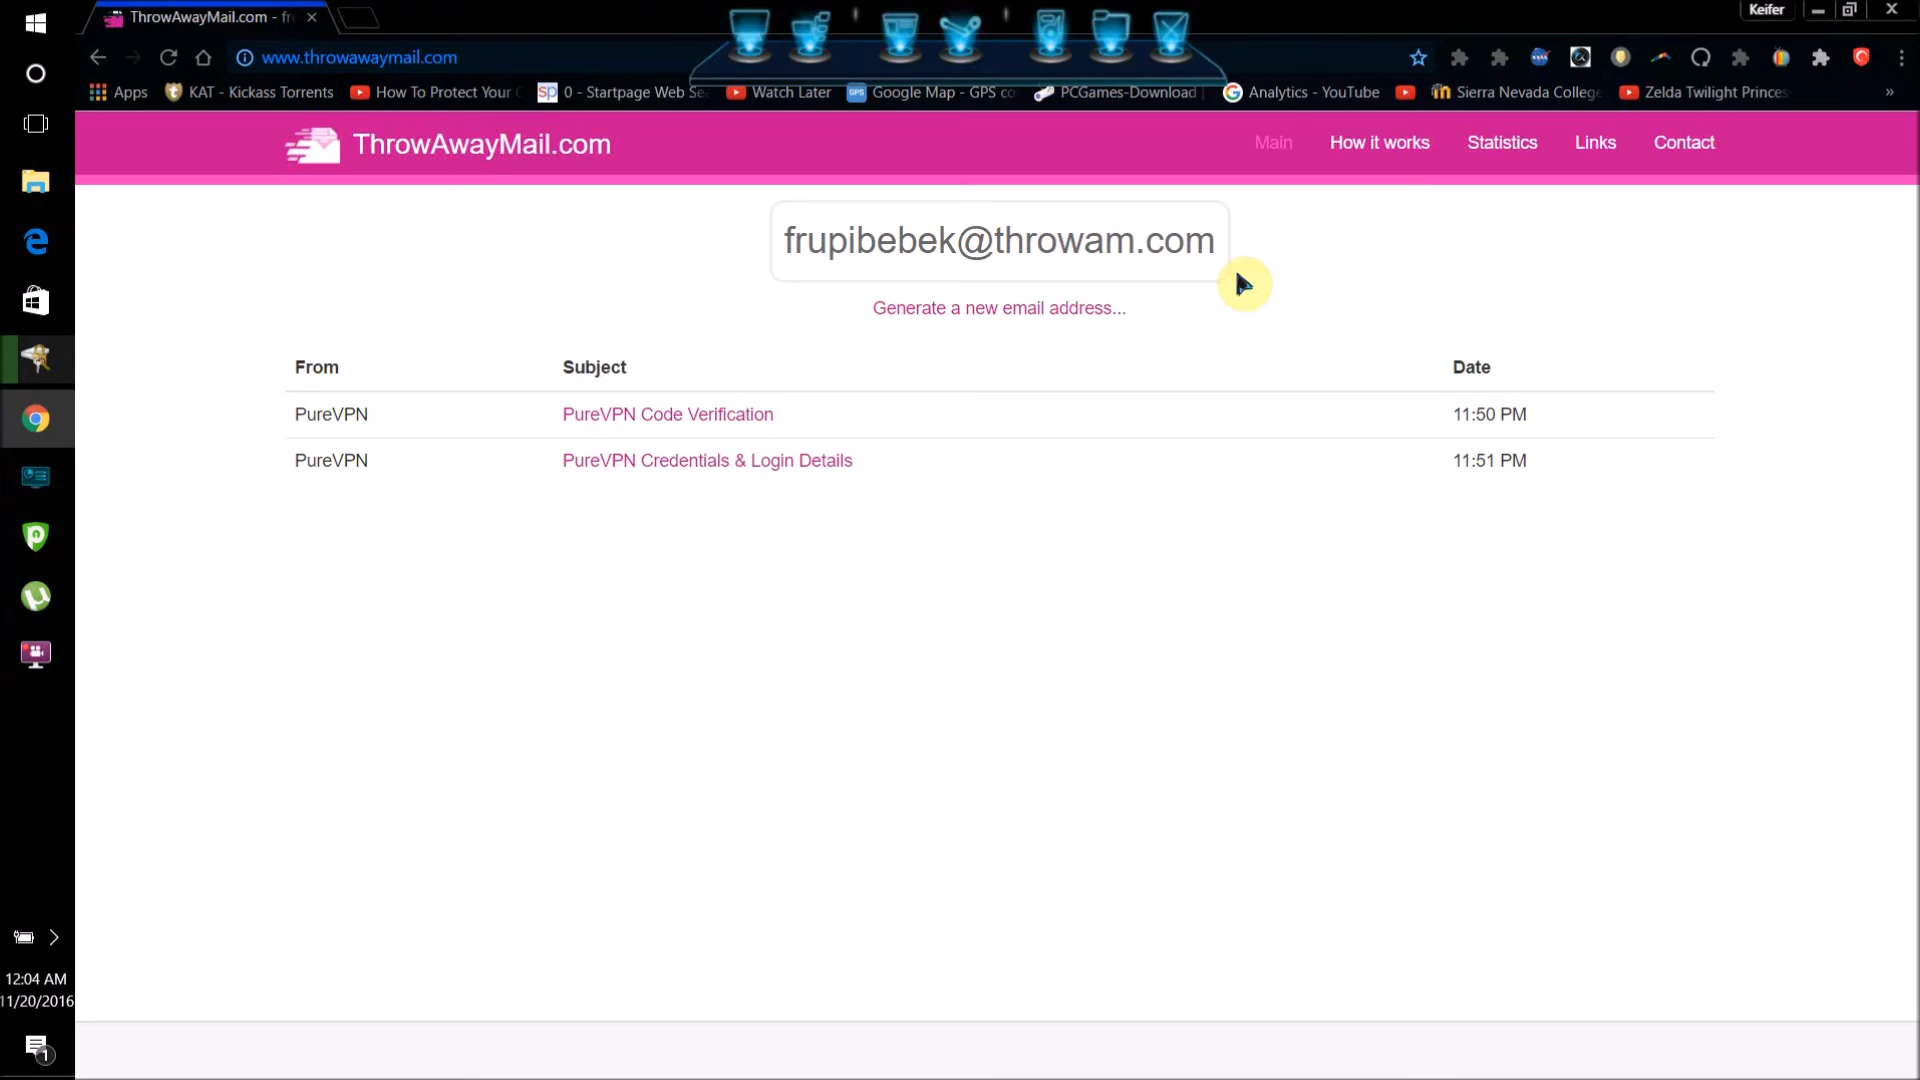 ThrowAwayMail.com - fr
Keifer
www.throwawaymail.com
Apps
KAT - Kickass Torrents
How To Protect Your
0 - Startpage Web Se
Watch Later
GPS
Google Map - GPS co
PCGames-Download
Analytics - YouTube
Sierra Nevada College
Zelda Twilight Princes
»
ThrowAwayMail.com
Main
How it works
Statistics
Links
Contact
frupibebek@throwam.com
Generate a new email address...
From Subject Date
PureVPN PureVPN Code Verification 11:50 PM
PureVPN PureVPN Credentials & Login Details 11:51 PM
12:04 AM
11/20/2016
1